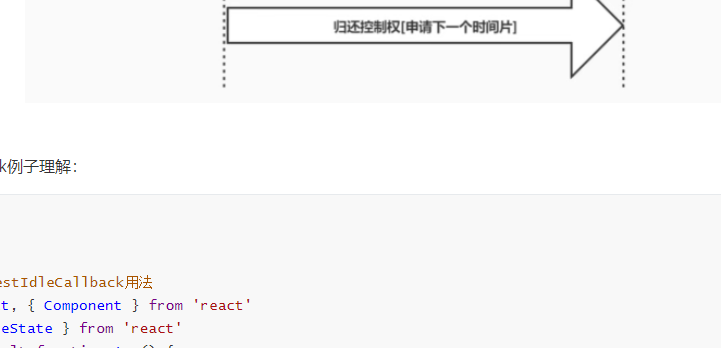 归还控制权[申请下一个时间片]
k例子理解：
estIdleCallback用法
t, { Component } from 'react'
eState } from 'react'